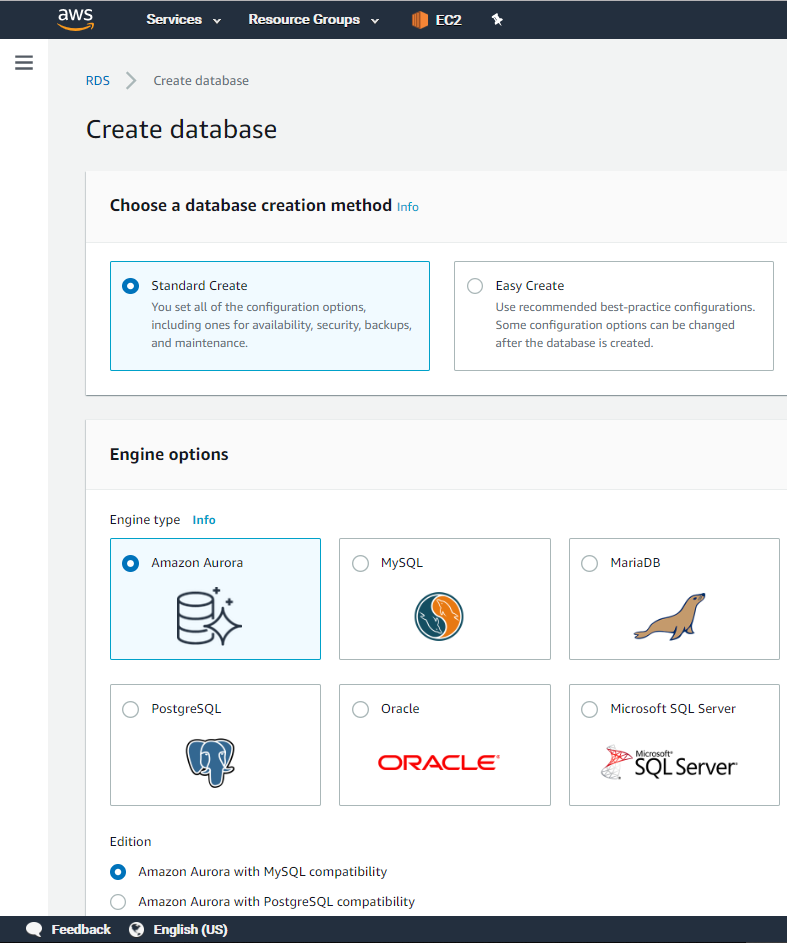 aws Services Resource Groups EC2
RDS Create database
Create database
Choose a database creation method Info
Standard Create
You set all of the configuration options,
including ones for availability, security, backups,
and maintenance.
Easy Create
Use recommended best-practice configurations.
Some configuration options can be changed
after the database is created.
Engine options
Engine type Info
Amazon Aurora
MySQL
MariaDB
PostgreSQL
Oracle
ORACLE
Microsoft SQL Server
Microsoft®
SQL Server
Edition
Amazon Aurora with MySQL compatibility
Amazon Aurora with PostgreSQL compatibility
Feedback English (US)